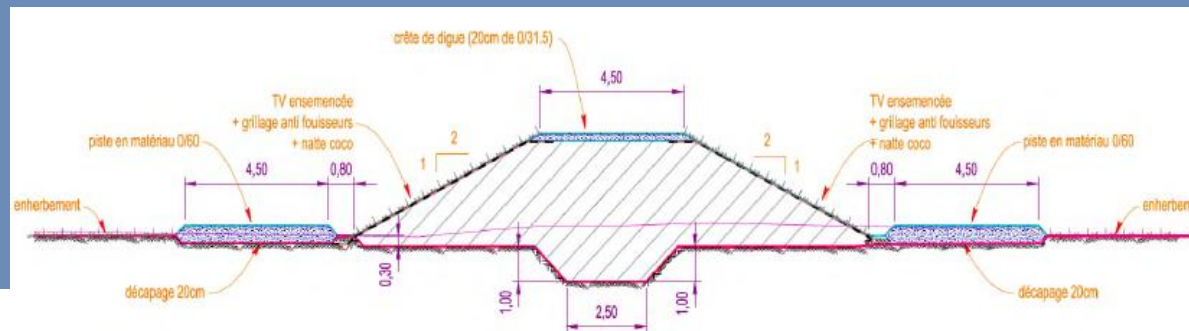 crête de digue (20cm de 0/31.5)
4,50
TV ensemencée
+ grillage anti fouisseurs
+ natte coco
TV ensemencée
+ grillage anti fouisseurs
+ natte coco
piste en matériau 0/60
piste en matériau 0/60
2
1
2
1
4,50
0,80
0,80
4,50
enherbement
enherben
0,30
1,00
1,00
2,50
décapage 20cm
décapage 20cm